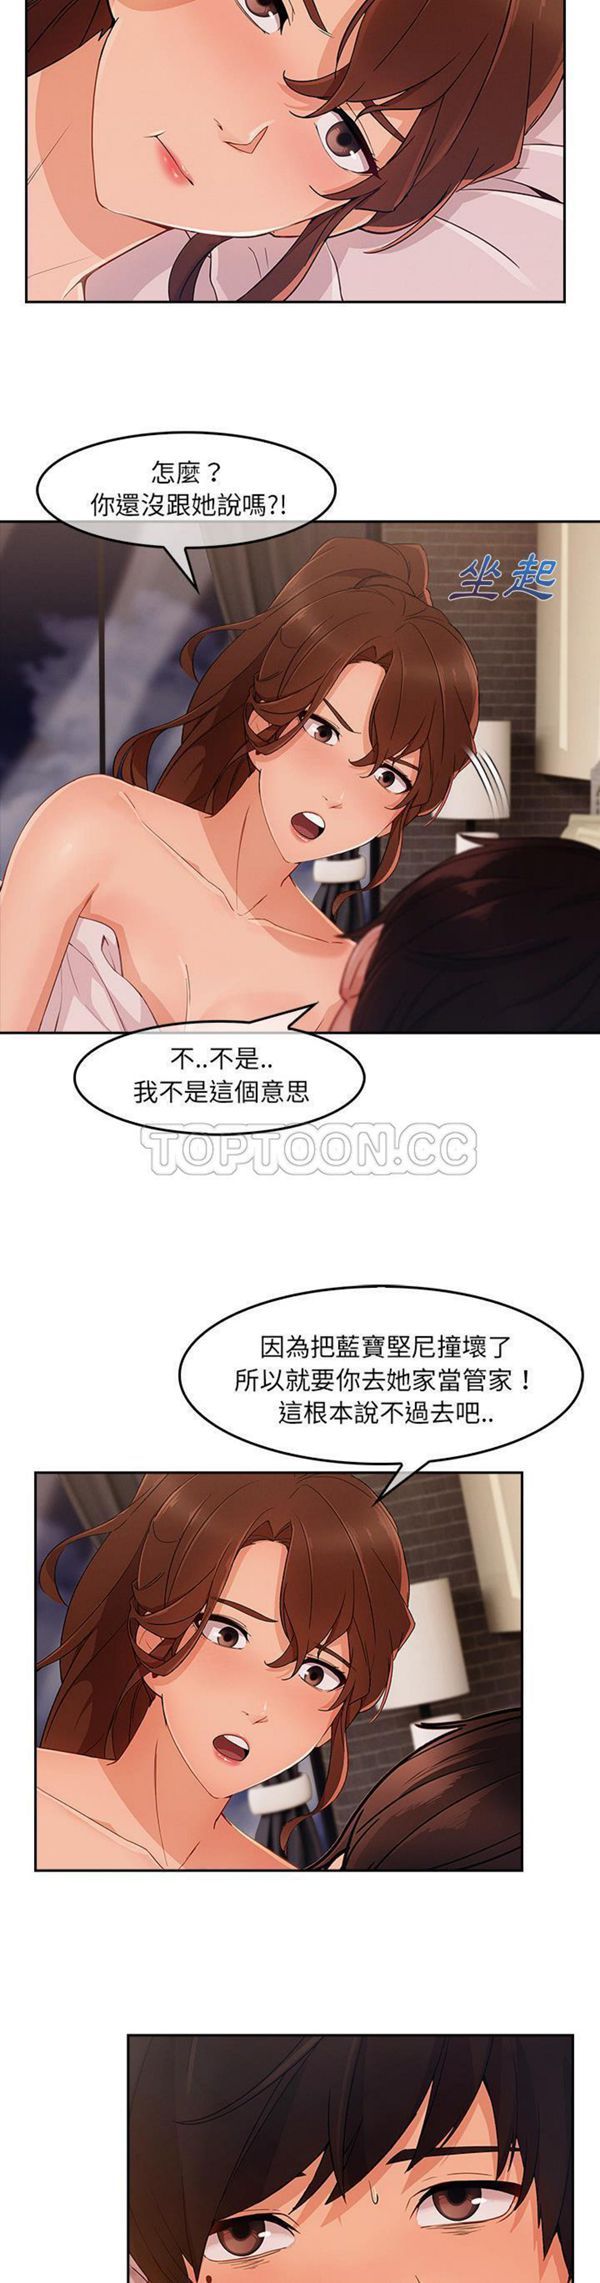 怎麼？
你還沒跟她說嗎?!
坐起
不..不是..
我不是這個意思
TOPTOON.CC
因為把藍寶堅尼撞壞了
所以就要你去她家當管家！
這根本說不過去吧..